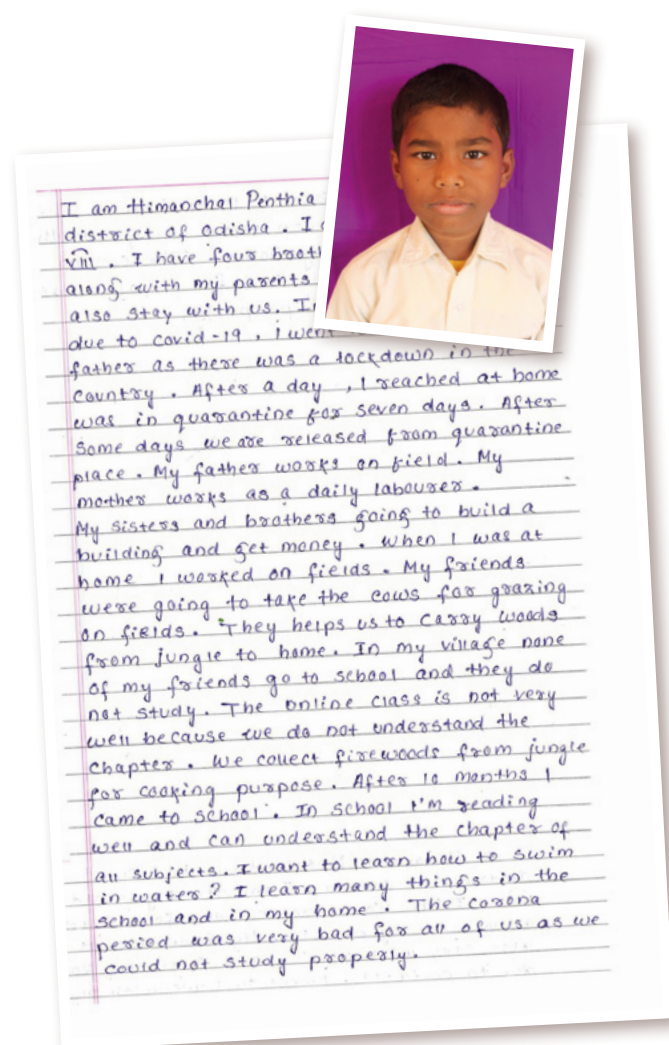 I am Himanchal Penthia
district of Odisha. I
viii. I have four
along with my parents
also stay with us.
due to covid-19, I went
father as there was a lockdown in the
country. After a day, I reached at home
was in quarantine for seven days. After
some days we are released from quarantine
place. My father works on field. My
mother works as a daily labourer.
My sisters and brothers going to build a
building and get money. When I was at
home I worked on fields. My friends
were going to take the cows for grazing
on fields. They helps us to carry woods
from jungle to home. In my village none
of my friends go to school and they do
not study. The online class is not very
well because we do not understand the
chapter. We collect firewoods from jungle
for cooking purpose. After 10 months I
came to school. In school I'm reading
well and can understand the chapter of
all subjects. I want to learn how to swim
in water? I learn many things in the
school and in my home. The corona
period was very bad for all of us as we
could not study properly.